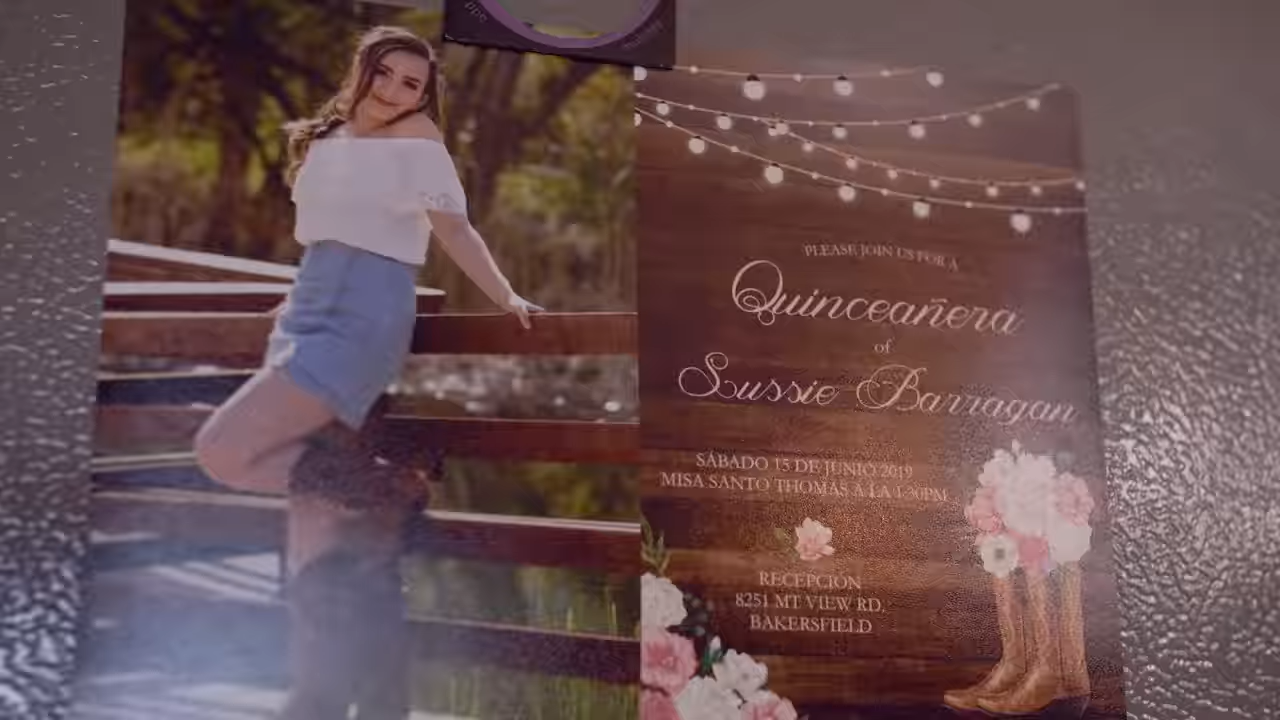 PLEASE JOIN US FOR A
Quinceañera
of
Sussie Barragan
SÁBADO 15 DE JUNIO 2019
MISA SANTO THOMAS A LA 1:30PM
RECEPCIÓN
8251 MT VIEW RD,
BAKERSFIELD